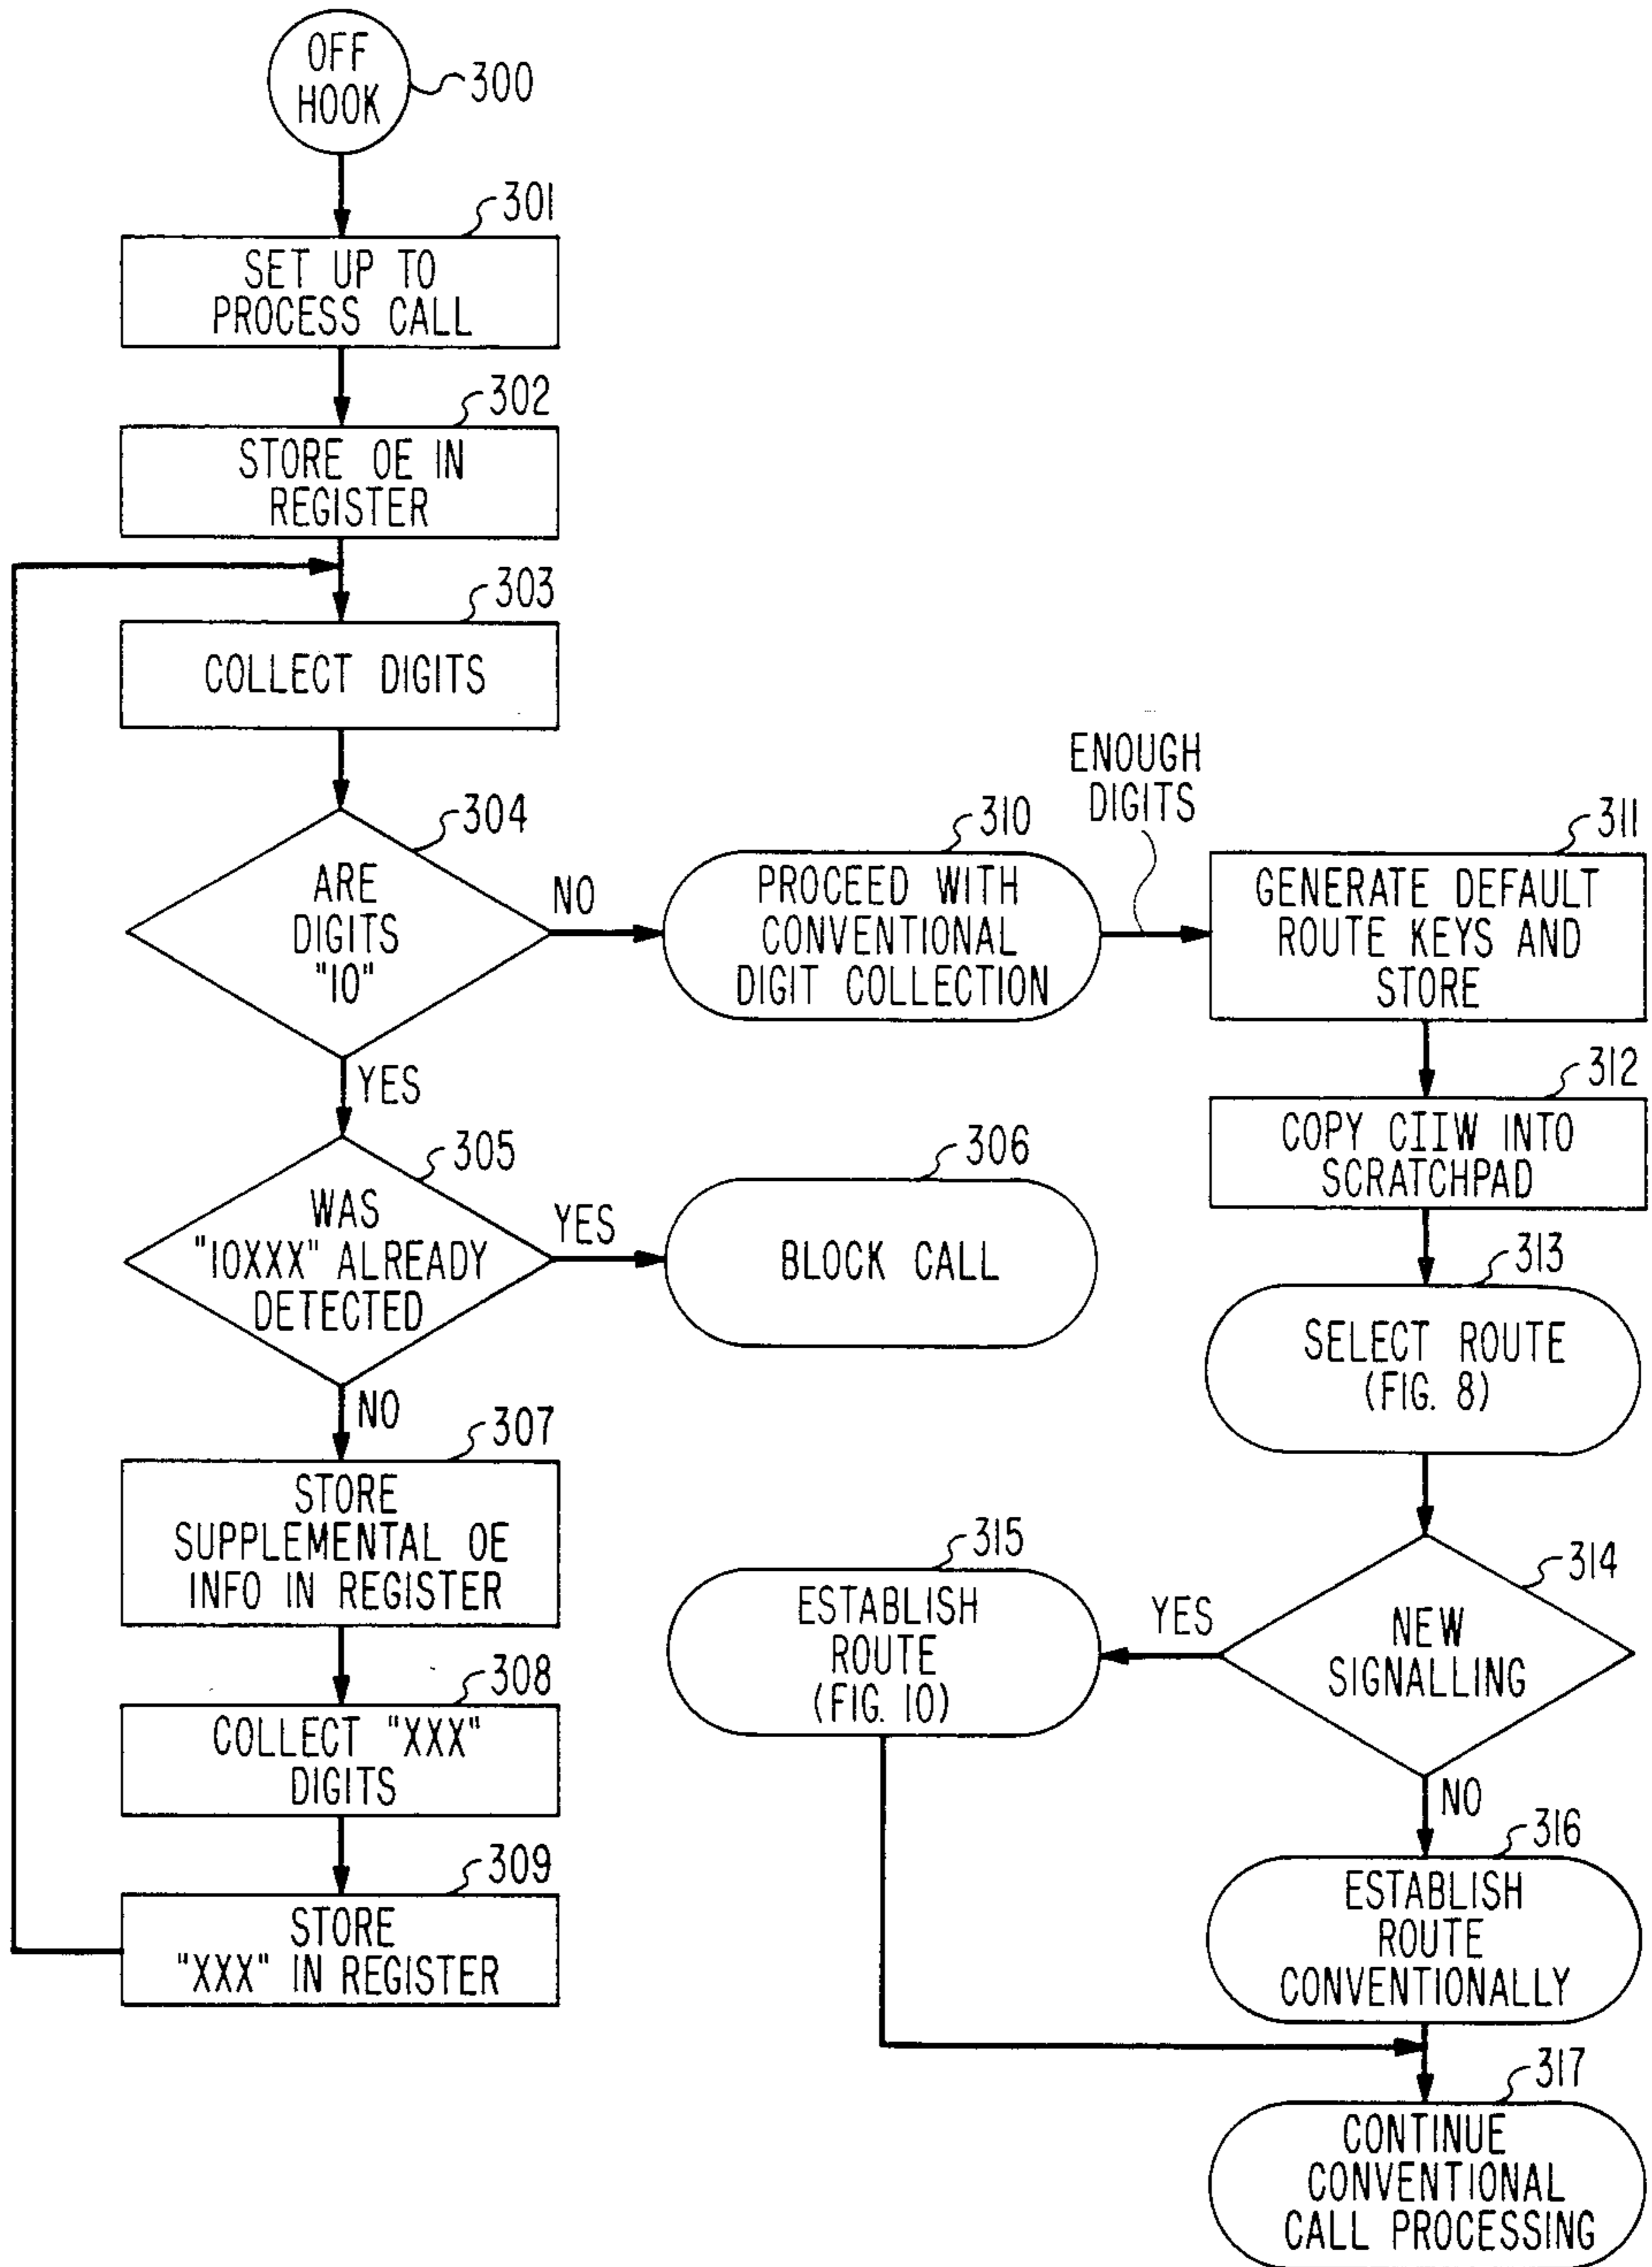 OFF
HOOK
300
301
SET UP TO
PROCESS CALL
302
STORE OE IN
REGISTER
303
COLLECT DIGITS
304
ARE
DIGITS
"10"
NO
YES
305
WAS
"10XXX" ALREADY
DETECTED
YES
NO
306
BLOCK CALL
307
STORE
SUPPLEMENTAL OE
INFO IN REGISTER
308
COLLECT "XXX"
DIGITS
309
STORE
"XXX" IN REGISTER
310
PROCEED WITH
CONVENTIONAL
DIGIT COLLECTION
ENOUGH
DIGITS
311
GENERATE DEFAULT
ROUTE KEYS AND
STORE
312
COPY CIIW INTO
SCRATCHPAD
313
SELECT ROUTE
(FIG. 8)
314
NEW
SIGNALLING
YES
NO
315
ESTABLISH
ROUTE
(FIG. 10)
316
ESTABLISH
ROUTE
CONVENTIONALLY
317
CONTINUE
CONVENTIONAL
CALL PROCESSING